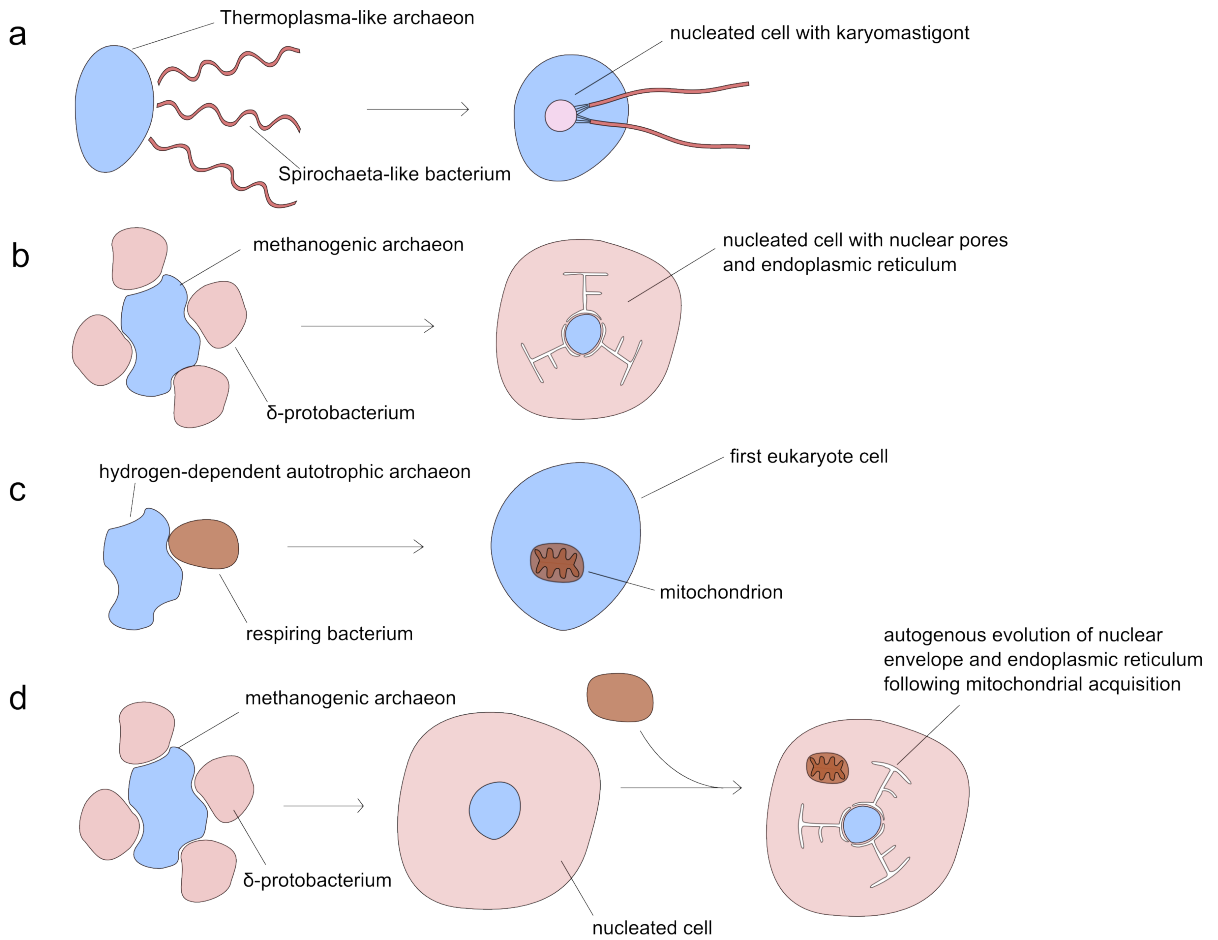 a
Thermoplasma-like archaeon
nucleated cell with karyomastigont
Spirochaeta-like bacterium
b
methanogenic archaeon
nucleated cell with nuclear pores
and endoplasmic reticulum
δ-protobacterium
c
hydrogen-dependent autotrophic archaeon
first eukaryote cell
mitochondrion
respiring bacterium
d
methanogenic archaeon
autogenous evolution of nuclear
envelope and endoplasmic reticulum
following mitochondrial acquisition
δ-protobacterium
nucleated cell